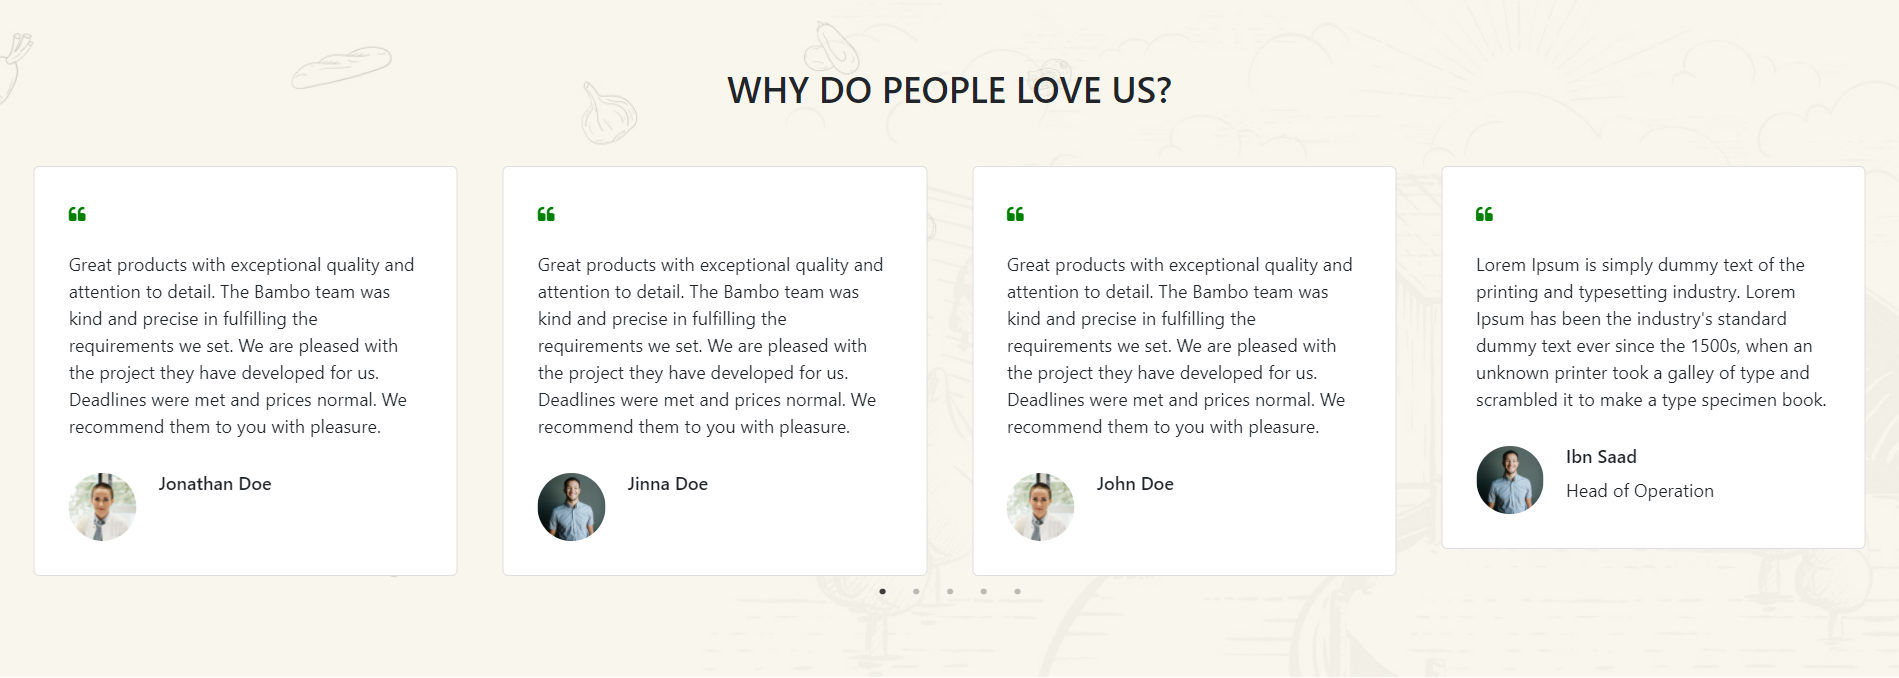 WHY DO PEOPLE LOVE US?
“
Great products with exceptional quality and
attention to detail. The Bambo team was
kind and precise in fulfilling the
requirements we set. We are pleased with
the project they have developed for us.
Deadlines were met and prices normal. We
recommend them to you with pleasure.
Jonathan Doe
“
Great products with exceptional quality and
attention to detail. The Bambo team was
kind and precise in fulfilling the
requirements we set. We are pleased with
the project they have developed for us.
Deadlines were met and prices normal. We
recommend them to you with pleasure.
Jinna Doe
“
Great products with exceptional quality and
attention to detail. The Bambo team was
kind and precise in fulfilling the
requirements we set. We are pleased with
the project they have developed for us.
Deadlines were met and prices normal. We
recommend them to you with pleasure.
John Doe
“
Lorem Ipsum is simply dummy text of the
printing and typesetting industry. Lorem
Ipsum has been the industry's standard
dummy text ever since the 1500s, when an
unknown printer took a galley of type and
scrambled it to make a type specimen book.
Ibn Saad
Head of Operation